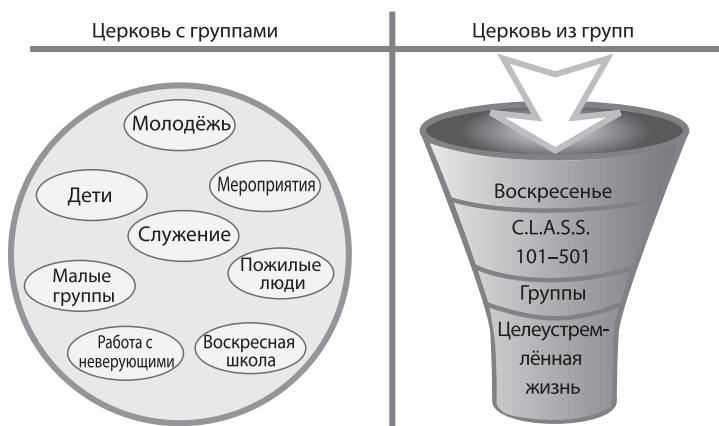 Церковь с группами
Церковь из групп
Молодёжь
Дети
Мероприятия
Служение
Малые
группы
Пожилые
люди
Работа с
неверующими
Воскресная
школа
Воскресенье
C.L.A.S.S.
101–501
Группы
Целеустрем-
лённая
жизнь